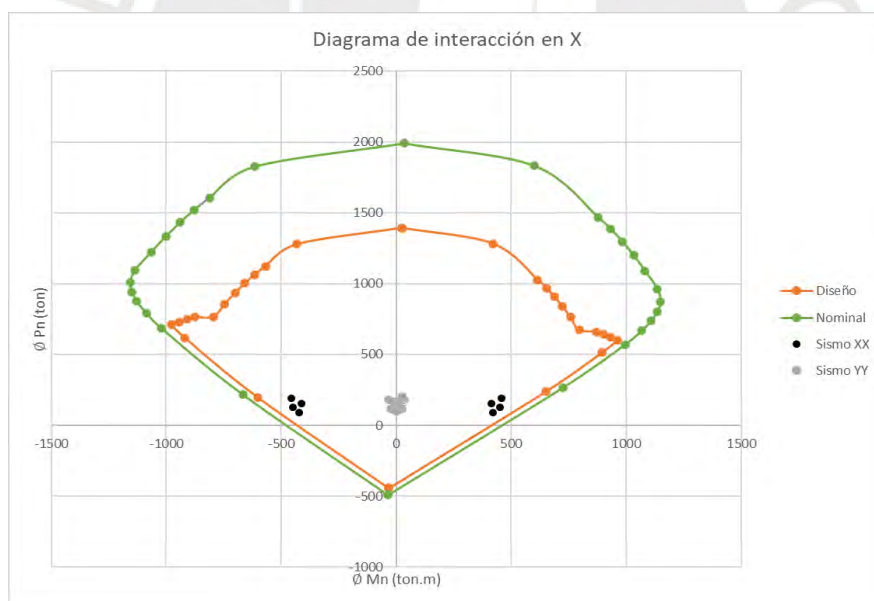 Diagrama de interacción en X
2500
2000
1500
1000
500
0
-500
-1000
-1500
-1000
-500
0
500
1000
1500
Ø Pn (ton)
Ø Mn (ton.m)
Diseño
Nominal
Sismo XX
Sismo YY